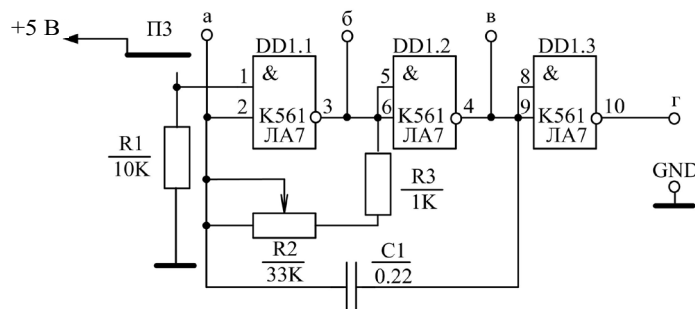 +5 В
П3
а
б
в
DD1.1
DD1.2
DD1.3
1
&
2
К561
ЛА7
3
5
&
6
К561
ЛА7
4
8
&
9
К561
ЛА7
10
г
R1
10K
R3
1K
GND
R2
33K
C1
0.22